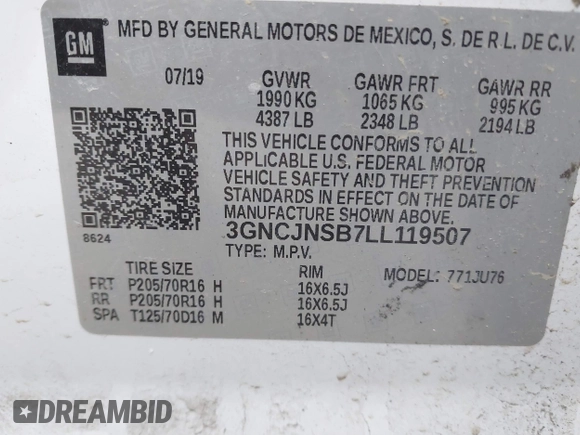 GM
MFD BY GENERAL MOTORS DE MEXICO, S. DE R.L. DE C.V.
07/19 GVWR GAWR FRT GAWR RR
1990 KG 1065 KG 995 KG
4387 LB 2348 LB 2194 LB
THIS VEHICLE CONFORMS TO ALL
APPLICABLE U.S. FEDERAL MOTOR
VEHICLE SAFETY AND THEFT PREVENTION
STANDARDS IN EFFECT ON THE DATE OF
MANUFACTURE SHOWN ABOVE.
8624 3GNCJNSB7LL119507
TYPE: M.P.V.
TIRE SIZE RIM MODEL: 771JU76
FRT P205/70R16 H 16X6.5J
RR P205/70R16 H 16X6.5J
SPA T125/70D16 M 16X4T
DREAMBID